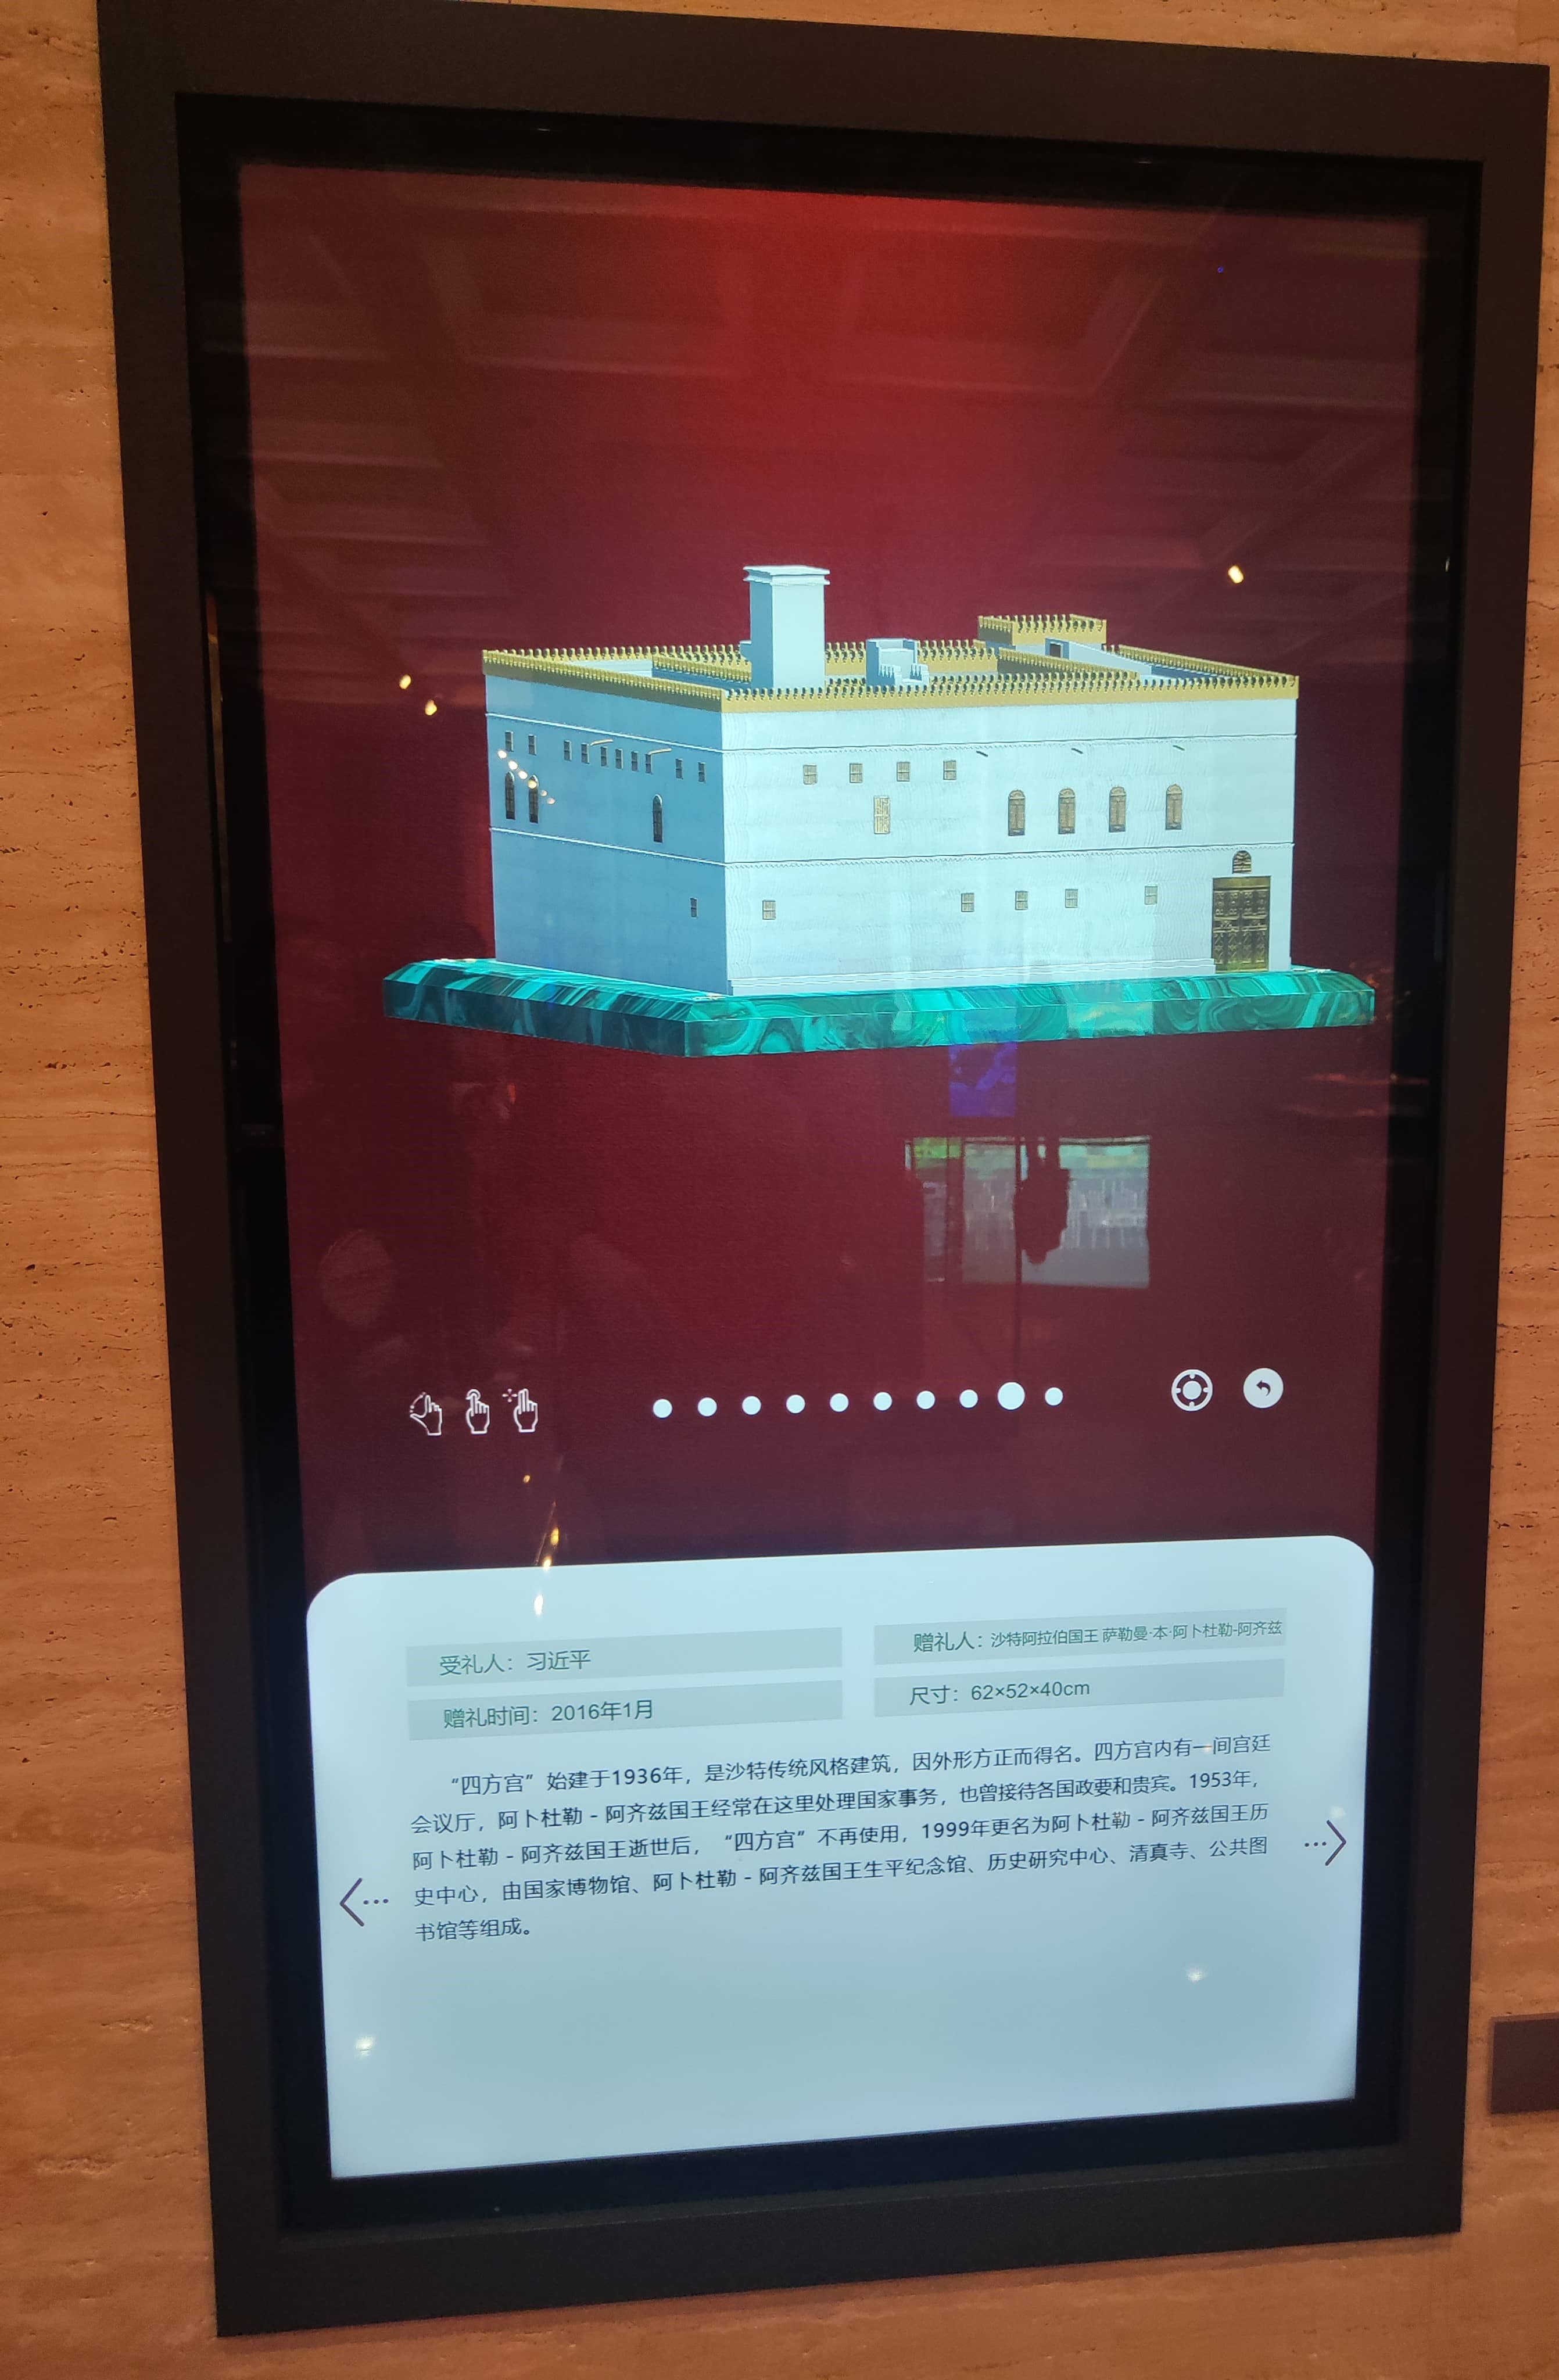 受礼人：习近平
赠礼人：沙特阿拉伯国王 萨勒曼·本·阿卜杜勒-阿齐兹
赠礼时间：2016年1月
尺寸：62×52×40cm
“四方宫”始建于1936年，是沙特传统风格建筑，因外形方正而得名。四方宫内有一间宫廷
会议厅，阿卜杜勒－阿齐兹国王经常在这里处理国家事务，也曾接待各国政要和贵宾。1953年，
阿卜杜勒－阿齐兹国王逝世后，“四方宫”不再使用，1999年更名为阿卜杜勒－阿齐兹国王历
史中心，由国家博物馆、阿卜杜勒－阿齐兹国王生平纪念馆、历史研究中心、清真寺、公共图
书馆等组成。